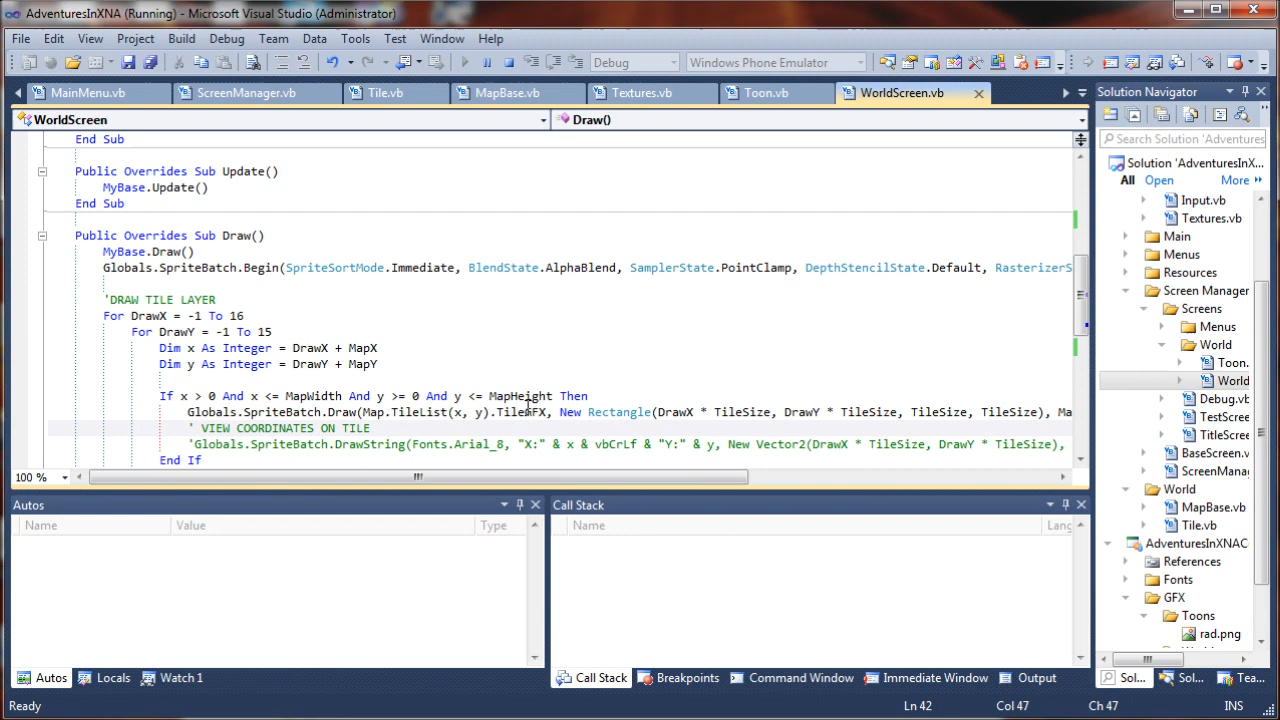 AdventuresInXNA (Running) - Microsoft Visual Studio (Administrator)
File Edit View Project Build Debug Team Data Tools Test Window Help
Debug Windows Phone Emulator
MainMenu.vb ScreenManager.vb Tile.vb MapBase.vb Textures.vb Toon.vb WorldScreen.vb
WorldScreen Draw()
End Sub
Public Overrides Sub Update()
MyBase.Update()
End Sub
Public Overrides Sub Draw()
MyBase.Draw()
Globals.SpriteBatch.Begin(SpriteSortMode.Immediate, BlendState.AlphaBlend, SamplerState.PointClamp, DepthStencilState.Default, RasterizerS
'DRAW TILE LAYER
For DrawX = -1 To 16
For DrawY = -1 To 15
Dim x As Integer = DrawX + MapX
Dim y As Integer = DrawY + MapY
If x > 0 And x <= MapWidth And y >= 0 And y <= MapHeight Then
Globals.SpriteBatch.Draw(Map.TileList(x, y).TileGFX, New Rectangle(DrawX * TileSize, DrawY * TileSize, TileSize, TileSize), Ma
' VIEW COORDINATES ON TILE
'Globals.SpriteBatch.DrawString(Fonts.Arial_8, "X:" & x & vbCrLf & "Y:" & y, New Vector2(DrawX * TileSize, DrawY * TileSize),
End If
100 %
Solution Navigator
Search Solution 'Adventures
Solution 'AdventuresInX...
All Open More
Input.vb
Textures.vb
Main
Menus
Resources
Screen Manager
Screens
Menus
World
Toon.
World
Debug.vb
TestScree
TitleScree
BaseScreen.v
ScreenMana
World
MapBase.vb
Tile.vb
AdventuresInXNAC
References
Fonts
GFX
Toons
rad.png
Sol... Sol... Tea...
Autos
Name Value Type
Call Stack
Name Lang
Autos Locals Watch 1
Call Stack Breakpoints Command Window Immediate Window Output
Ready Ln 42 Col 47 Ch 47 INS